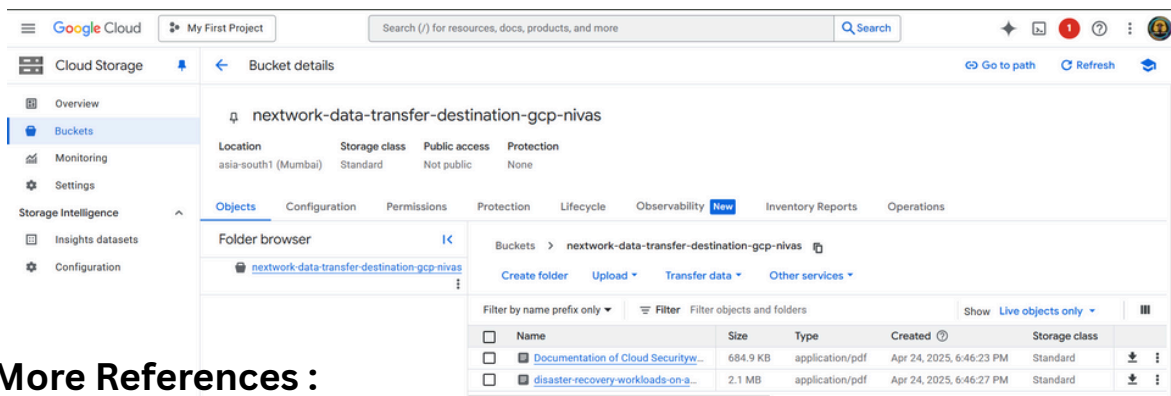 Google Cloud My First Project Search (/) for resources, docs, products, and more Search 1
Cloud Storage Bucket details Go to path Refresh
Overview
Buckets
Monitoring
Settings
Storage Intelligence
Insights datasets
Configuration
nextwork-data-transfer-destination-gcp-nivas
Location Storage class Public access Protection
asia-south1 (Mumbai) Standard Not public None
Objects Configuration Permissions Protection Lifecycle Observability New Inventory Reports Operations
Folder browser
nextwork-data-transfer-destination-gcp-nivas
Buckets > nextwork-data-transfer-destination-gcp-nivas
Create folder Upload Transfer data Other services
Filter by name prefix only Filter Filter objects and folders Show Live objects only
Name Size Type Created Storage class
Documentation of Cloud Securityw... 684.9 KB application/pdf Apr 24, 2025, 6:46:23 PM Standard
disaster-recovery-workloads-on-a... 2.1 MB application/pdf Apr 24, 2025, 6:46:27 PM Standard
More References :